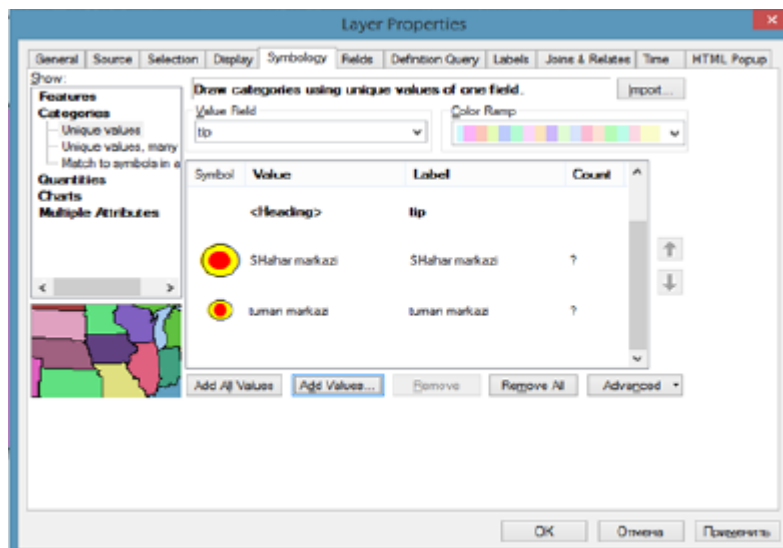 Layer Properties
General Source Selection Display Symbology Fields Definition Query Labels Joins & Relates Time HTML Popup
Show:
Features
Categories
Unique values
Unique values, many
Match to symbols in a
Quantities
Charts
Multiple Attributes
Draw categories using unique values of one field.
Import...
Value Field
tip
Color Ramp
Symbol Value Label Count
<Heading> tip
SHahar markazi SHahar markazi ?
tuman markazi tuman markazi ?
Add All Values Add Values... Remove Remove All Advanced
OK Отмена Применить